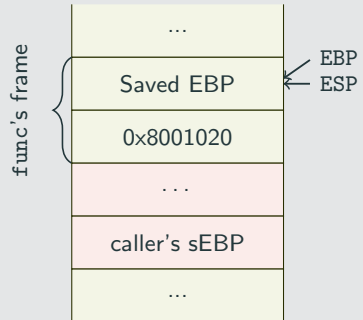 ...
EBP
Saved EBP
ESP
func's frame
0x8001020
...
caller's sEBP
...